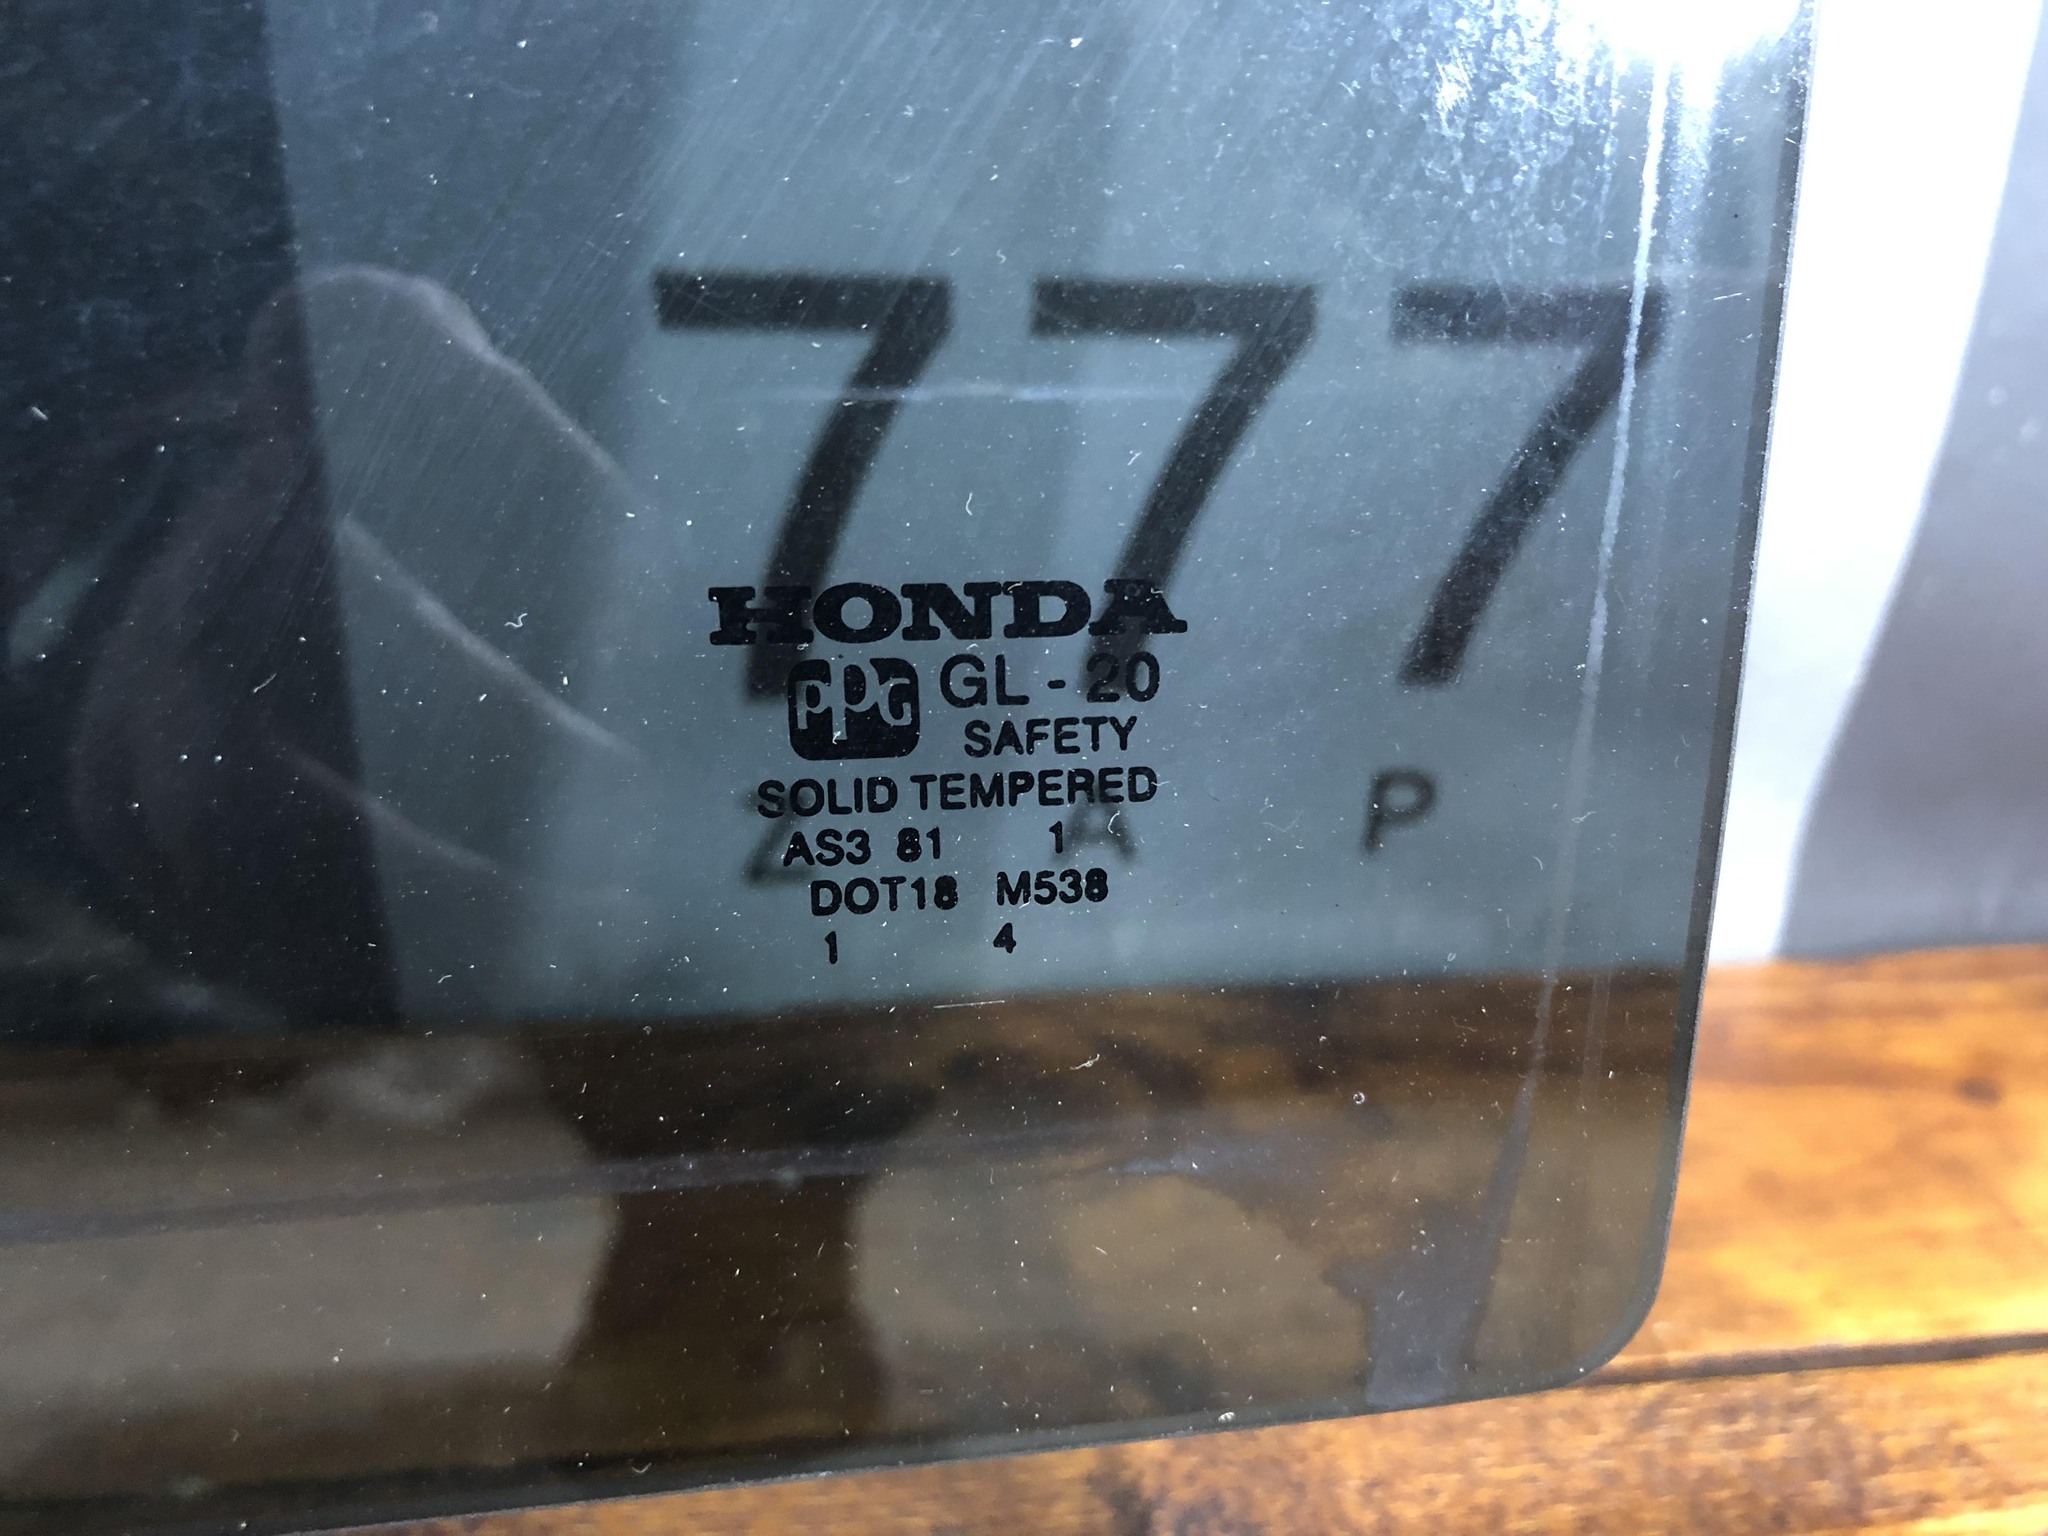 777
HONDA
PPG GL - 20
SAFETY
SOLID TEMPERED
Z A P
AS3 81 1
DOT18 M538
1 4